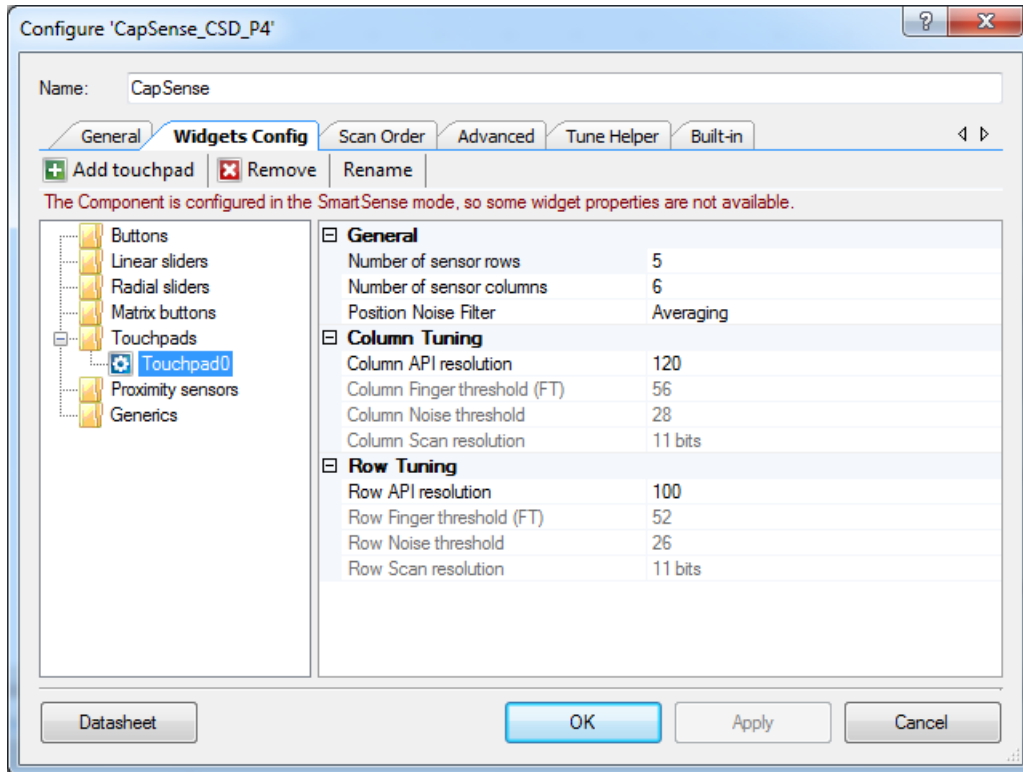 Configure 'CapSense_CSD_P4'
Name: CapSense
General Widgets Config Scan Order Advanced Tune Helper Built-in
Add touchpad Remove Rename
The Component is configured in the SmartSense mode, so some widget properties are not available.
Buttons
Linear sliders
Radial sliders
Matrix buttons
Touchpads
Touchpad0
Proximity sensors
Generics
General
Number of sensor rows 5
Number of sensor columns 6
Position Noise Filter Averaging
Column Tuning
Column API resolution 120
Column Finger threshold (FT) 56
Column Noise threshold 28
Column Scan resolution 11 bits
Row Tuning
Row API resolution 100
Row Finger threshold (FT) 52
Row Noise threshold 26
Row Scan resolution 11 bits
Datasheet OK Apply Cancel